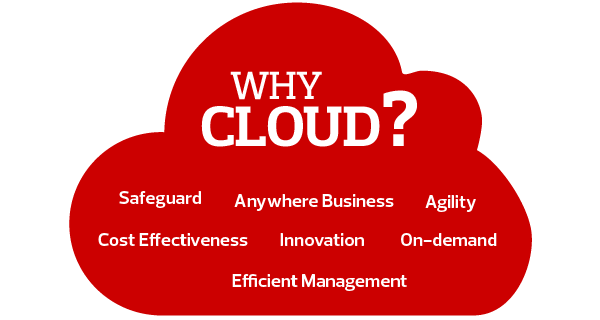 WHY
CLOUD?
Safeguard Anywhere Business Agility
Cost Effectiveness Innovation On-demand
Efficient Management